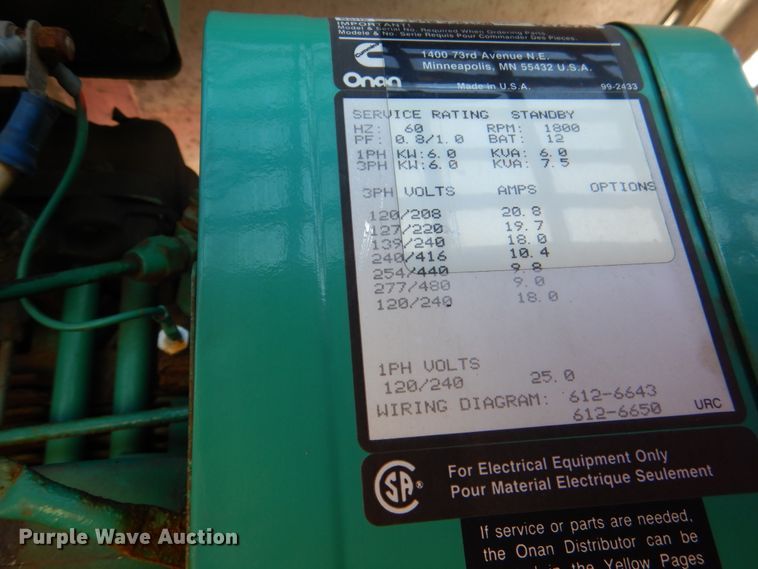 IMPORTANT!
Model & Serial No. Required When Ordering Parts.
Modele & No. Serie Requis Pour Commander Des Pieces.
Onan
1400 73rd Avenue N.E.
Minneapolis, MN 55432 U.S.A.
Made in U.S.A.
99-2433
SERVICE RATING STANDBY
HZ: 60 RPM: 1800
PF: 0.8/1.0 BAT: 12
1PH KW:6.0 KVA: 6.0
3PH KW:6.0 KVA: 7.5
3PH VOLTS AMPS OPTIONS
120/208 20.8
127/220 19.7
139/240 18.0
240/416 10.4
254/440 9.8
277/480 9.0
120/240 18.0
1PH VOLTS
120/240 25.0
WIRING DIAGRAM: 612-6643
612-6650
URC
CSA®
For Electrical Equipment Only
Pour Material Electrique Seulement
If service or parts are needed,
the Onan Distributor can be
in the Yellow Pages
Purple Wave Auction